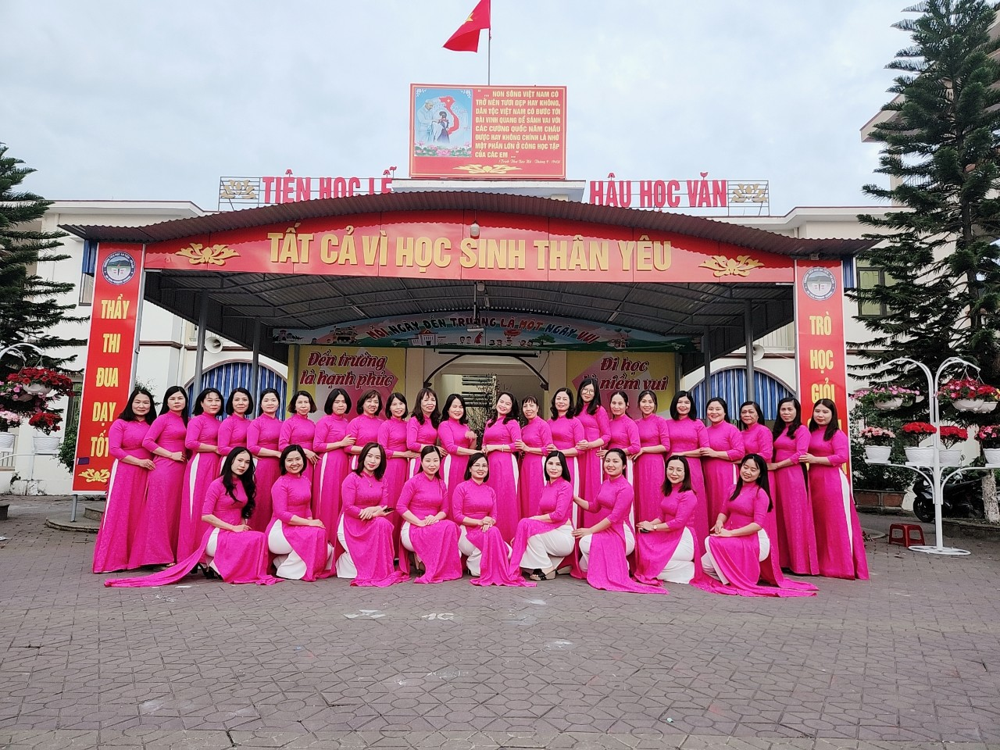 "... NON SÔNG VIỆT NAM CÓ
TRỞ NÊN TƯƠI ĐẸP HAY KHÔNG,
DÂN TỘC VIỆT NAM CÓ ĐƯỢC TỚI
ĐÀI VINH QUANG ĐỂ SÁNH VAI VỚI
CÁC CƯỜNG QUỐC NĂM CHÂU
ĐƯỢC HAY KHÔNG CHÍNH LÀ NHỜ
MỘT PHẦN LỚN Ở CÔNG HỌC TẬP
CỦA CÁC EM ..."
TIÊN HỌC LỄ
HẬU HỌC VĂN
TẤT CẢ VÌ HỌC SINH THÂN YÊU
THẦY
THI
ĐUA
DẠY
TỐT
MỖI NGÀY ĐẾN TRƯỜNG LÀ MỘT NGÀY VUI
Đến trường
là hạnh phúc
Đi học
là niềm vui
TRÒ
HỌC
GIỎI